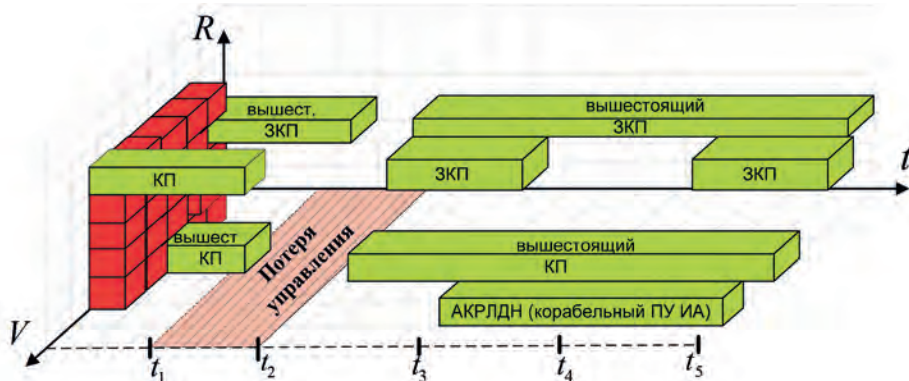 R
вышест,
ЗКП
вышестоящий
ЗКП
КП
ЗКП
ЗКП
t
вышест
КП
Потеря
управления
вышестоящий
КП
АКРЛДН (корабельный ПУ ИА)
V
t1
t2
t3
t4
t5